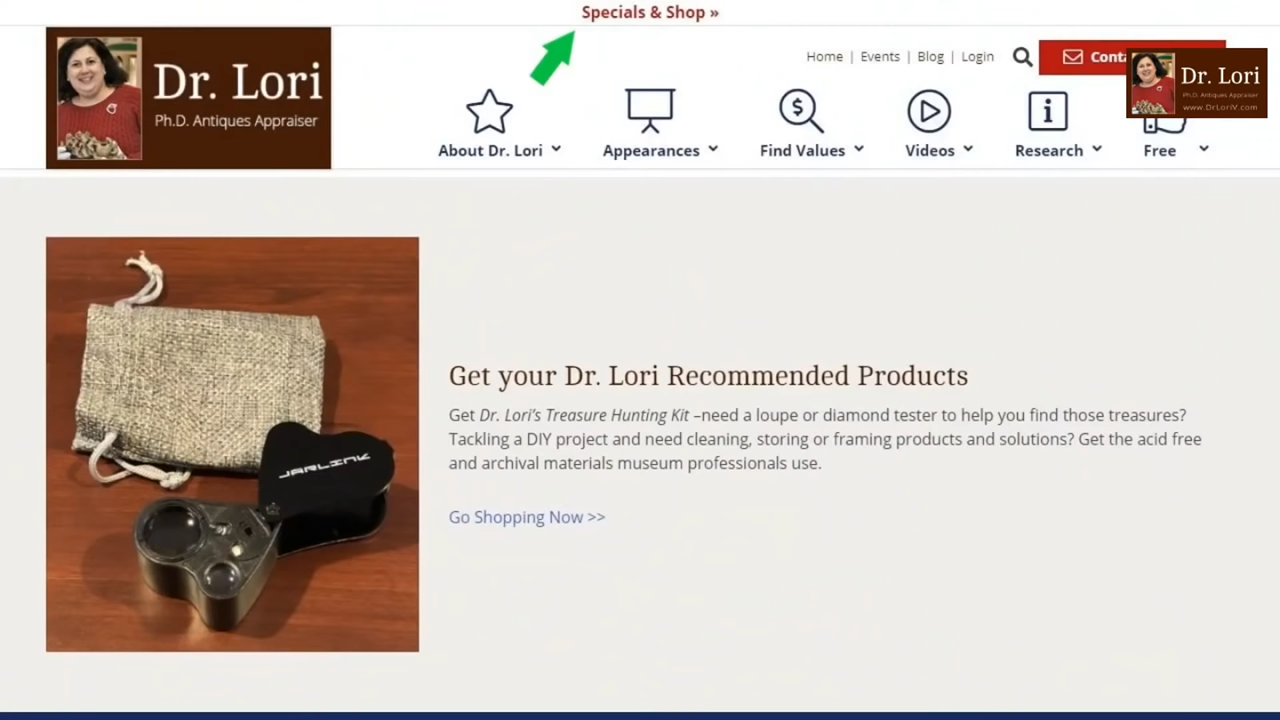 Specials & Shop »
Dr. Lori
Ph.D. Antiques Appraiser
Home | Events | Blog | Login
Dr. Lori
Ph.D. Antiques Appraiser
www.DrLoriV.com
About Dr. Lori
Appearances
Find Values
Videos
Research
Free
JARLINK
Get your Dr. Lori Recommended Products
Get Dr. Lori's Treasure Hunting Kit –need a loupe or diamond tester to help you find those treasures?
Tackling a DIY project and need cleaning, storing or framing products and solutions? Get the acid free
and archival materials museum professionals use.
Go Shopping Now >>